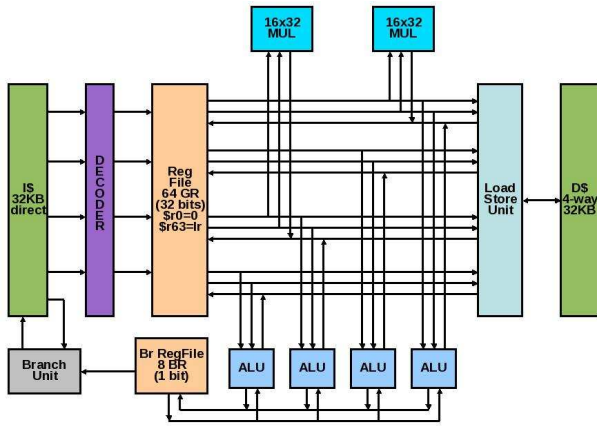 16x32
MUL
16x32
MUL
I$
32KB
direct
DECODER
Reg
File
64 GR
(32 bits)
$r0=0
$r63=lr
Load
Store
Unit
D$
4-way
32KB
Branch
Unit
Br RegFile
8 BR
(1 bit)
ALU
ALU
ALU
ALU